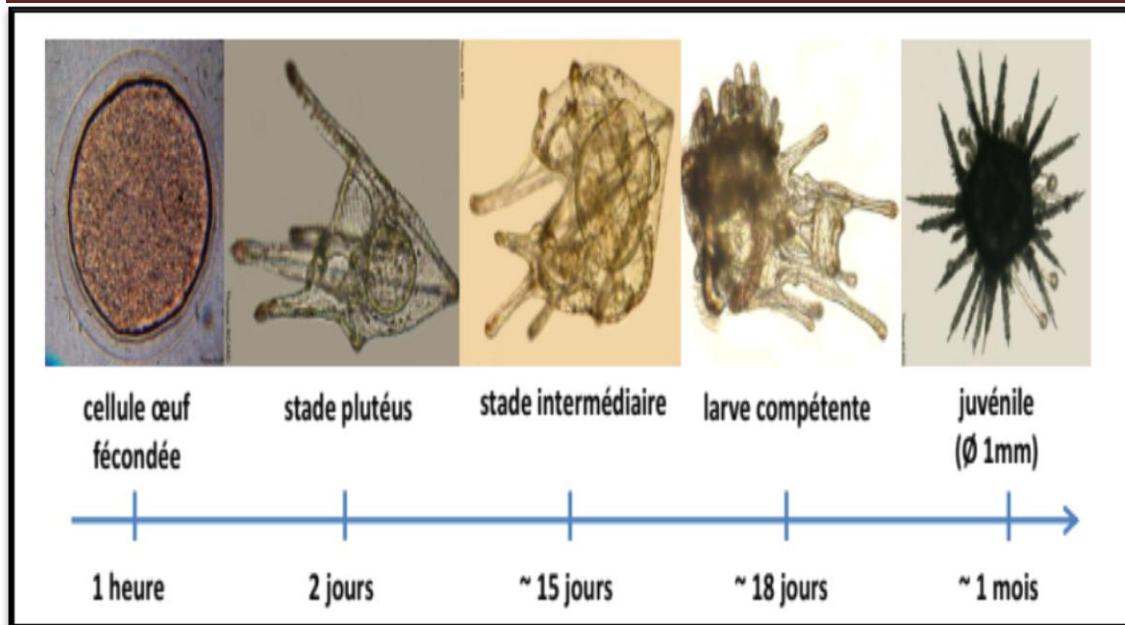 cellule œuf
fécondée
stade plutéus
stade intermédiaire
larve compétente
juvénile
(Ø 1mm)
1 heure
2 jours
~ 15 jours
~ 18 jours
~ 1 mois